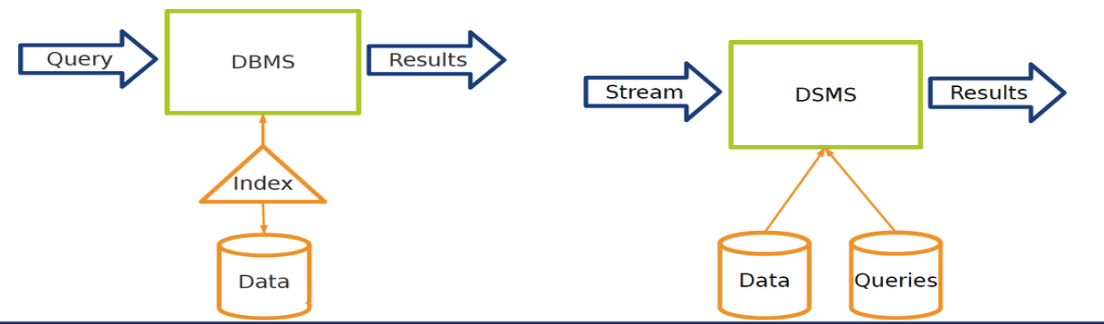 Query
DBMS
Results
Index
Data
Stream
DSMS
Results
Data
Queries